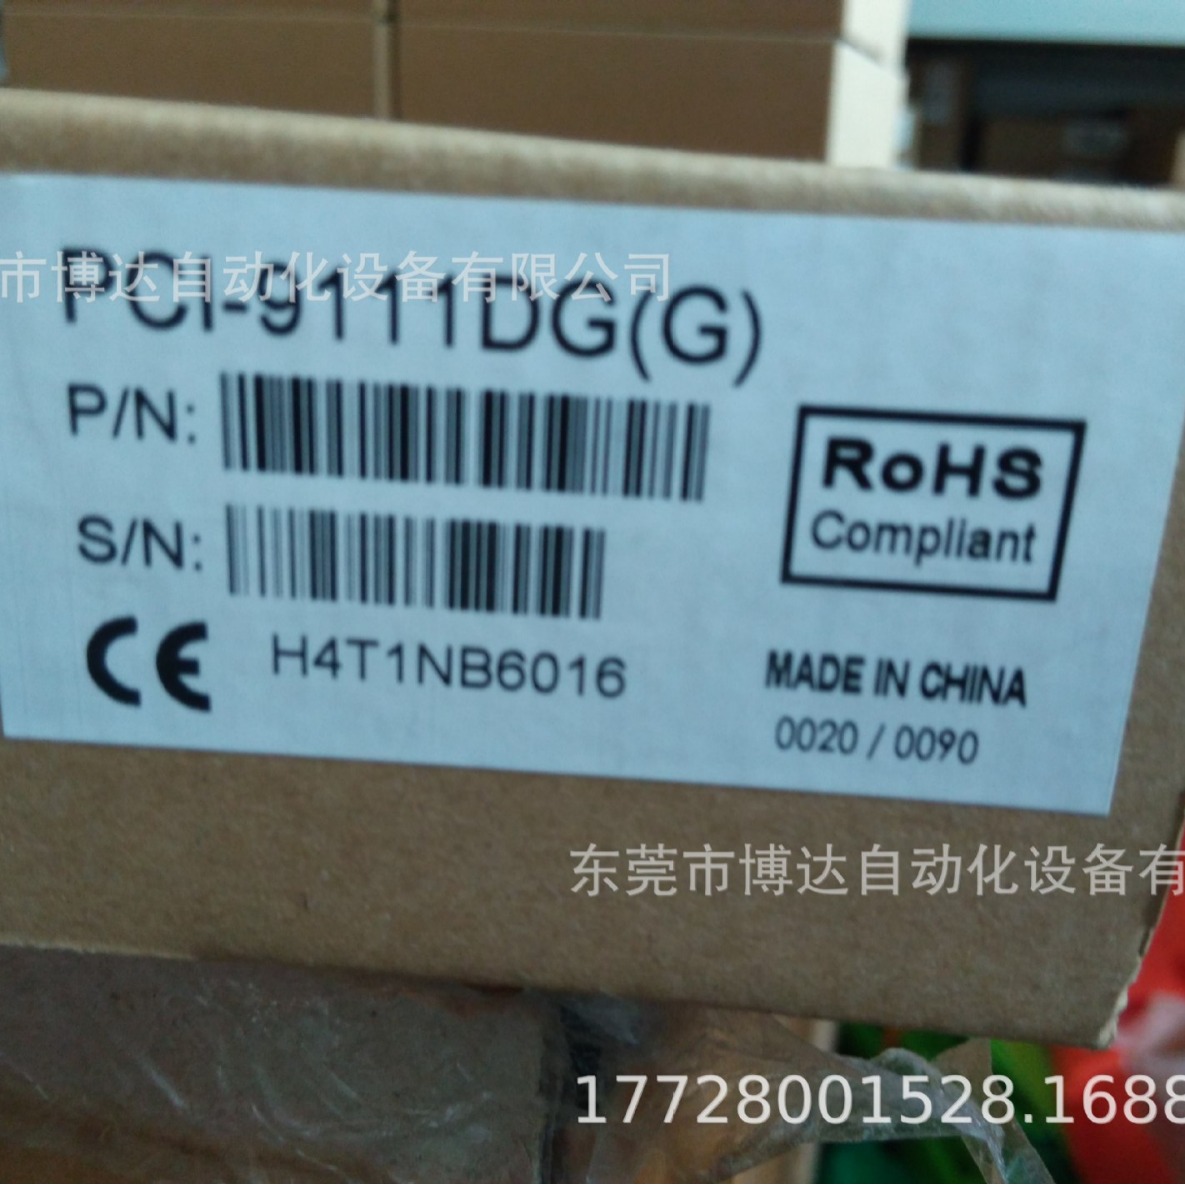 市博达自动化设备有限公司
PCI-9111DG(G)
P/N:
S/N:
H4T1NB6016
RoHS
Compliant
MADE IN CHINA
0020 / 0090
东莞市博达自动化设备有
17728001528.1688